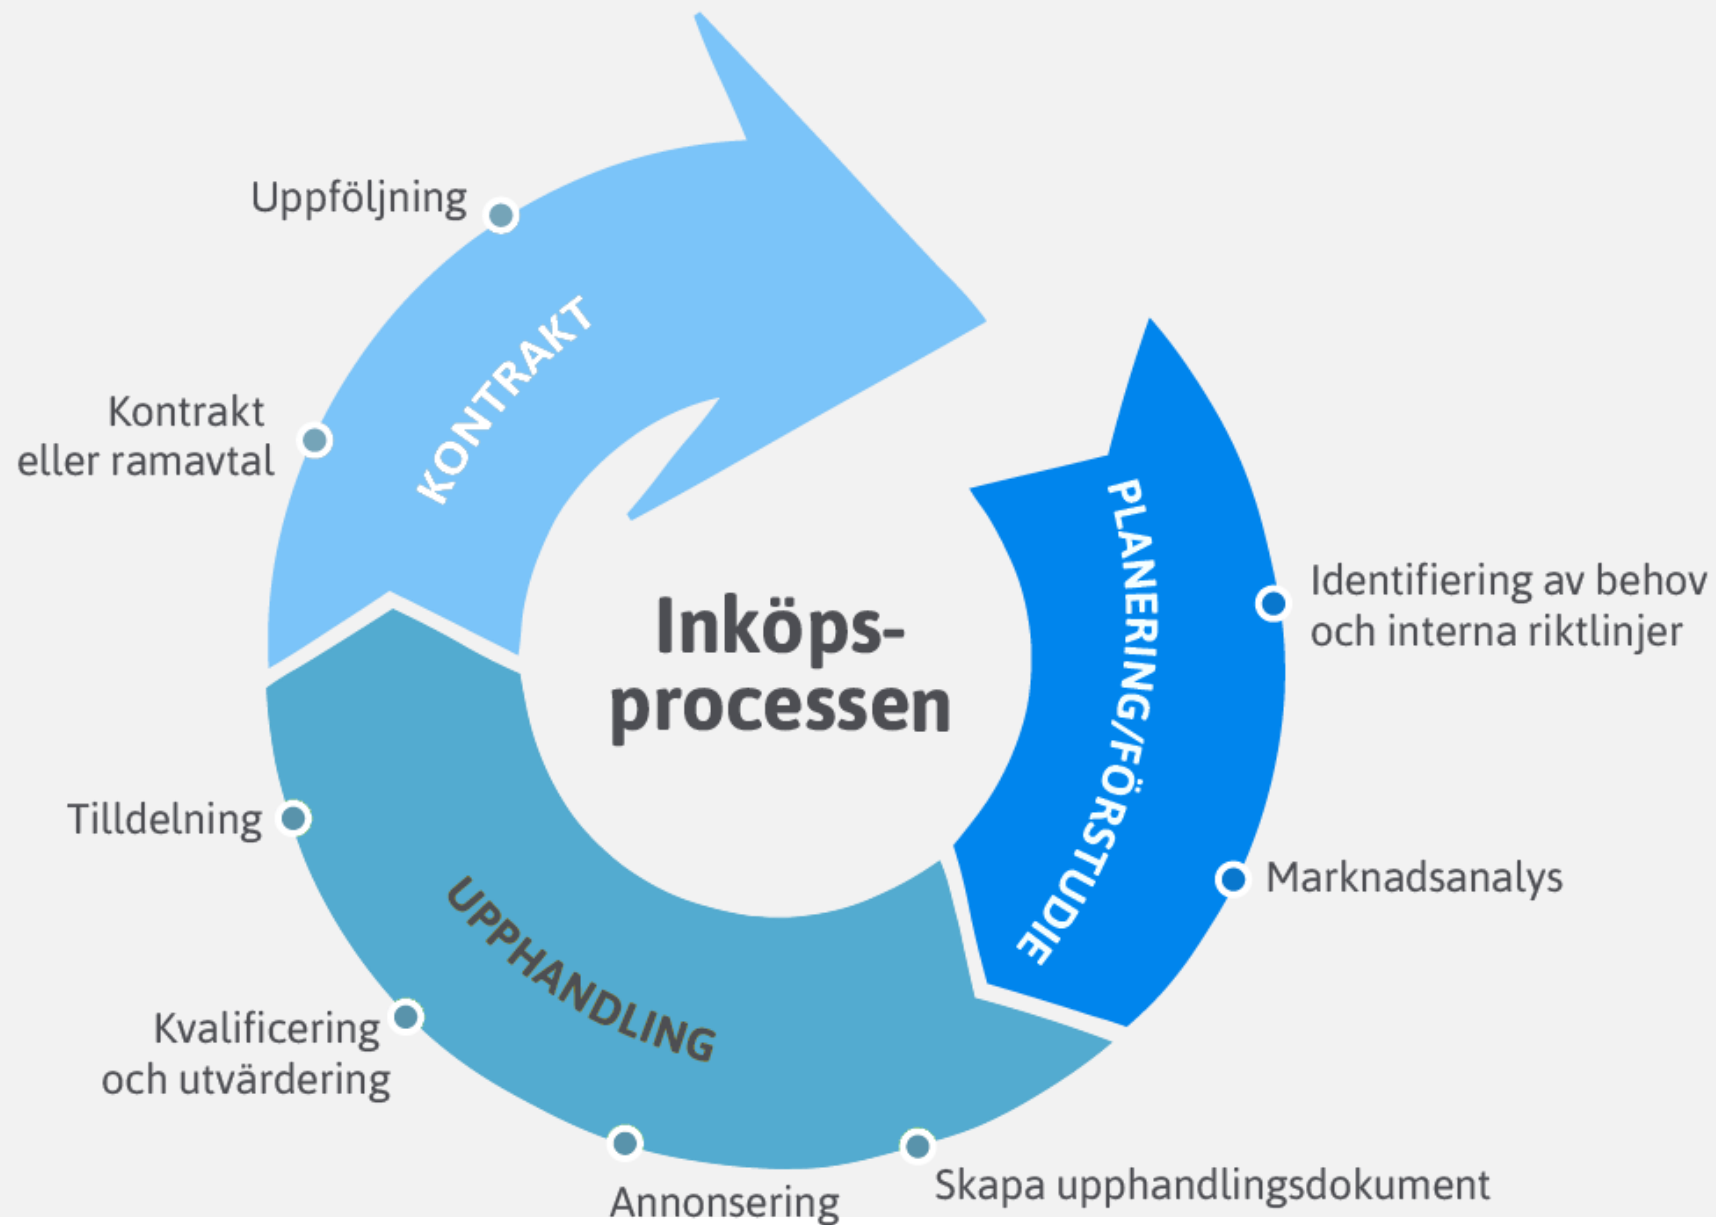 Inköps-
processen
PLANERING/FÖRSTUDIE
Identifiering av behov
och interna riktlinjer
Marknadsanalys
UPPHANDLING
Skapa upphandlingsdokument
Annonsering
Kvalificering
och utvärdering
Tilldelning
KONTRAKT
Kontrakt
eller ramavtal
Uppföljning